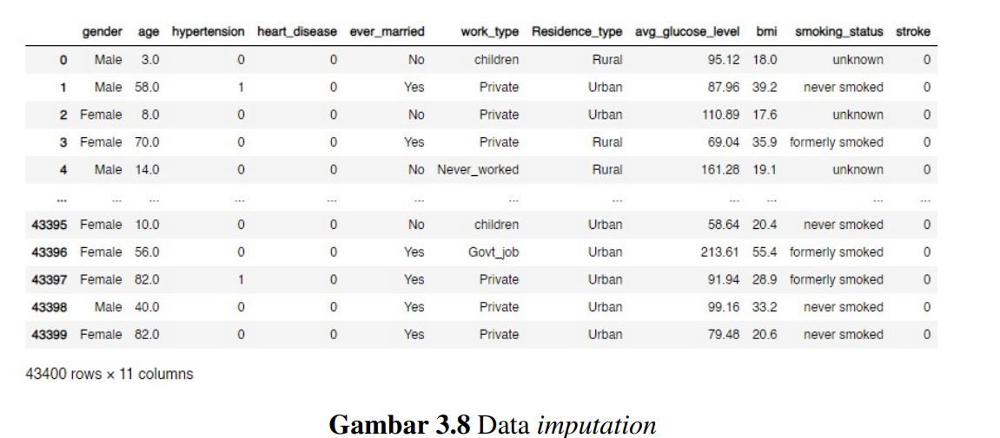 gender age hypertension heart_disease ever_married work_type Residence_type avg_glucose_level bmi smoking_status stroke
0 Male 3.0 0 0 No children Rural 95.12 18.0 unknown 0
1 Male 58.0 1 0 Yes Private Urban 87.96 39.2 never smoked 0
2 Female 8.0 0 0 No Private Urban 110.89 17.6 unknown 0
3 Female 70.0 0 0 Yes Private Rural 69.04 35.9 formerly smoked 0
4 Male 14.0 0 0 No Never_worked Rural 161.28 19.1 unknown 0
... ... ... ... ... ... ... ... ... ... ... ...
43395 Female 10.0 0 0 No children Urban 58.64 20.4 never smoked 0
43396 Female 56.0 0 0 Yes Govt_job Urban 213.61 55.4 formerly smoked 0
43397 Female 82.0 1 0 Yes Private Urban 91.94 28.9 formerly smoked 0
43398 Male 40.0 0 0 Yes Private Urban 99.16 33.2 never smoked 0
43399 Female 82.0 0 0 Yes Private Urban 79.48 20.6 never smoked 0
43400 rows × 11 columns
Gambar 3.8 Data imputation